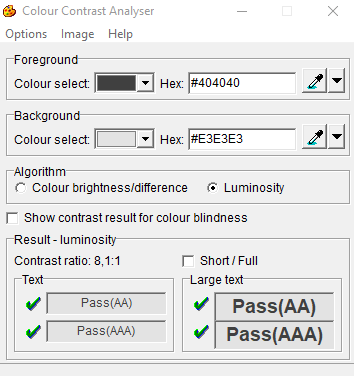 Colour Contrast Analyser
Options Image Help
Foreground
Colour select: Hex: #404040
Background
Colour select: Hex: #E3E3E3
Algorithm
Colour brightness/difference Luminosity
Show contrast result for colour blindness
Result - luminosity
Contrast ratio: 8,1:1 Short / Full
Text Large text
Pass(AA) Pass(AA)
Pass(AAA) Pass(AAA)